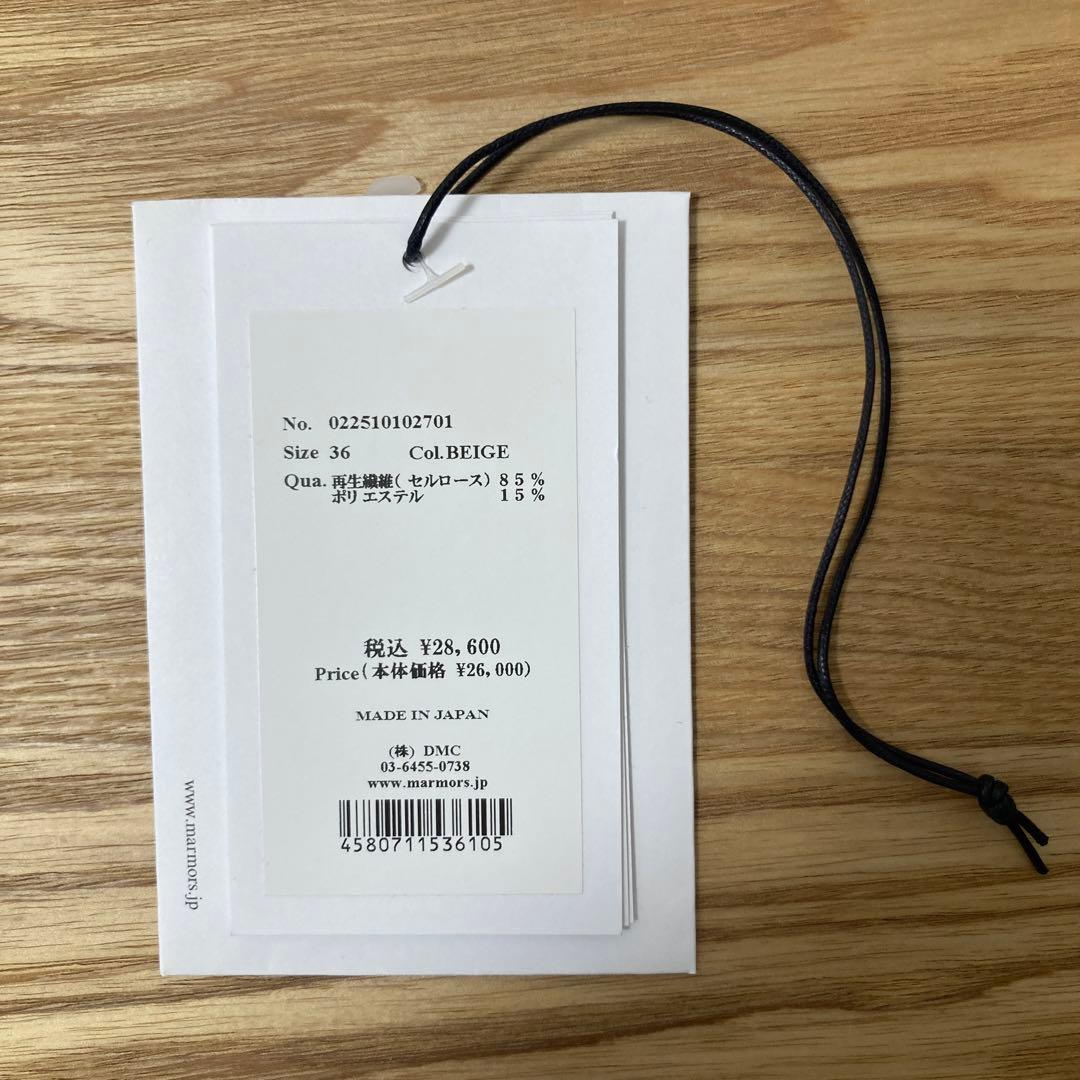 No. 022510102701
Size 36 Col.BEIGE
Qua. 再生繊維(セルロース) 85%
ポリエステル 15%
税込 ¥28,600
Price(本体価格 ¥26,000)
MADE IN JAPAN
(株) DMC
03-6455-0738
www.marmors.jp
4580711536105
www.marmors.jp